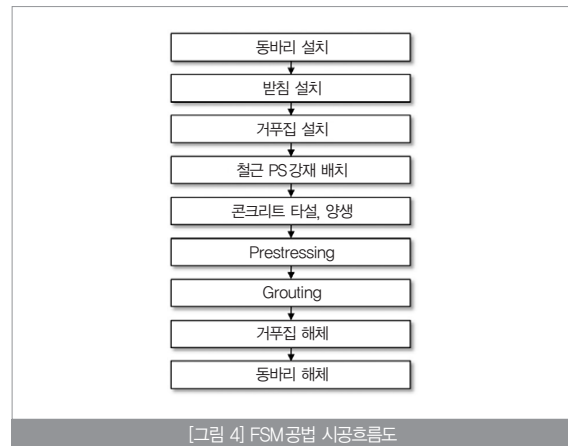 동바리 설치
받침 설치
거푸집 설치
철근 PS강재 배치
콘크리트 타설, 양생
Prestressing
Grouting
거푸집 해체
동바리 해체
[그림 4] FSM공법 시공흐름도